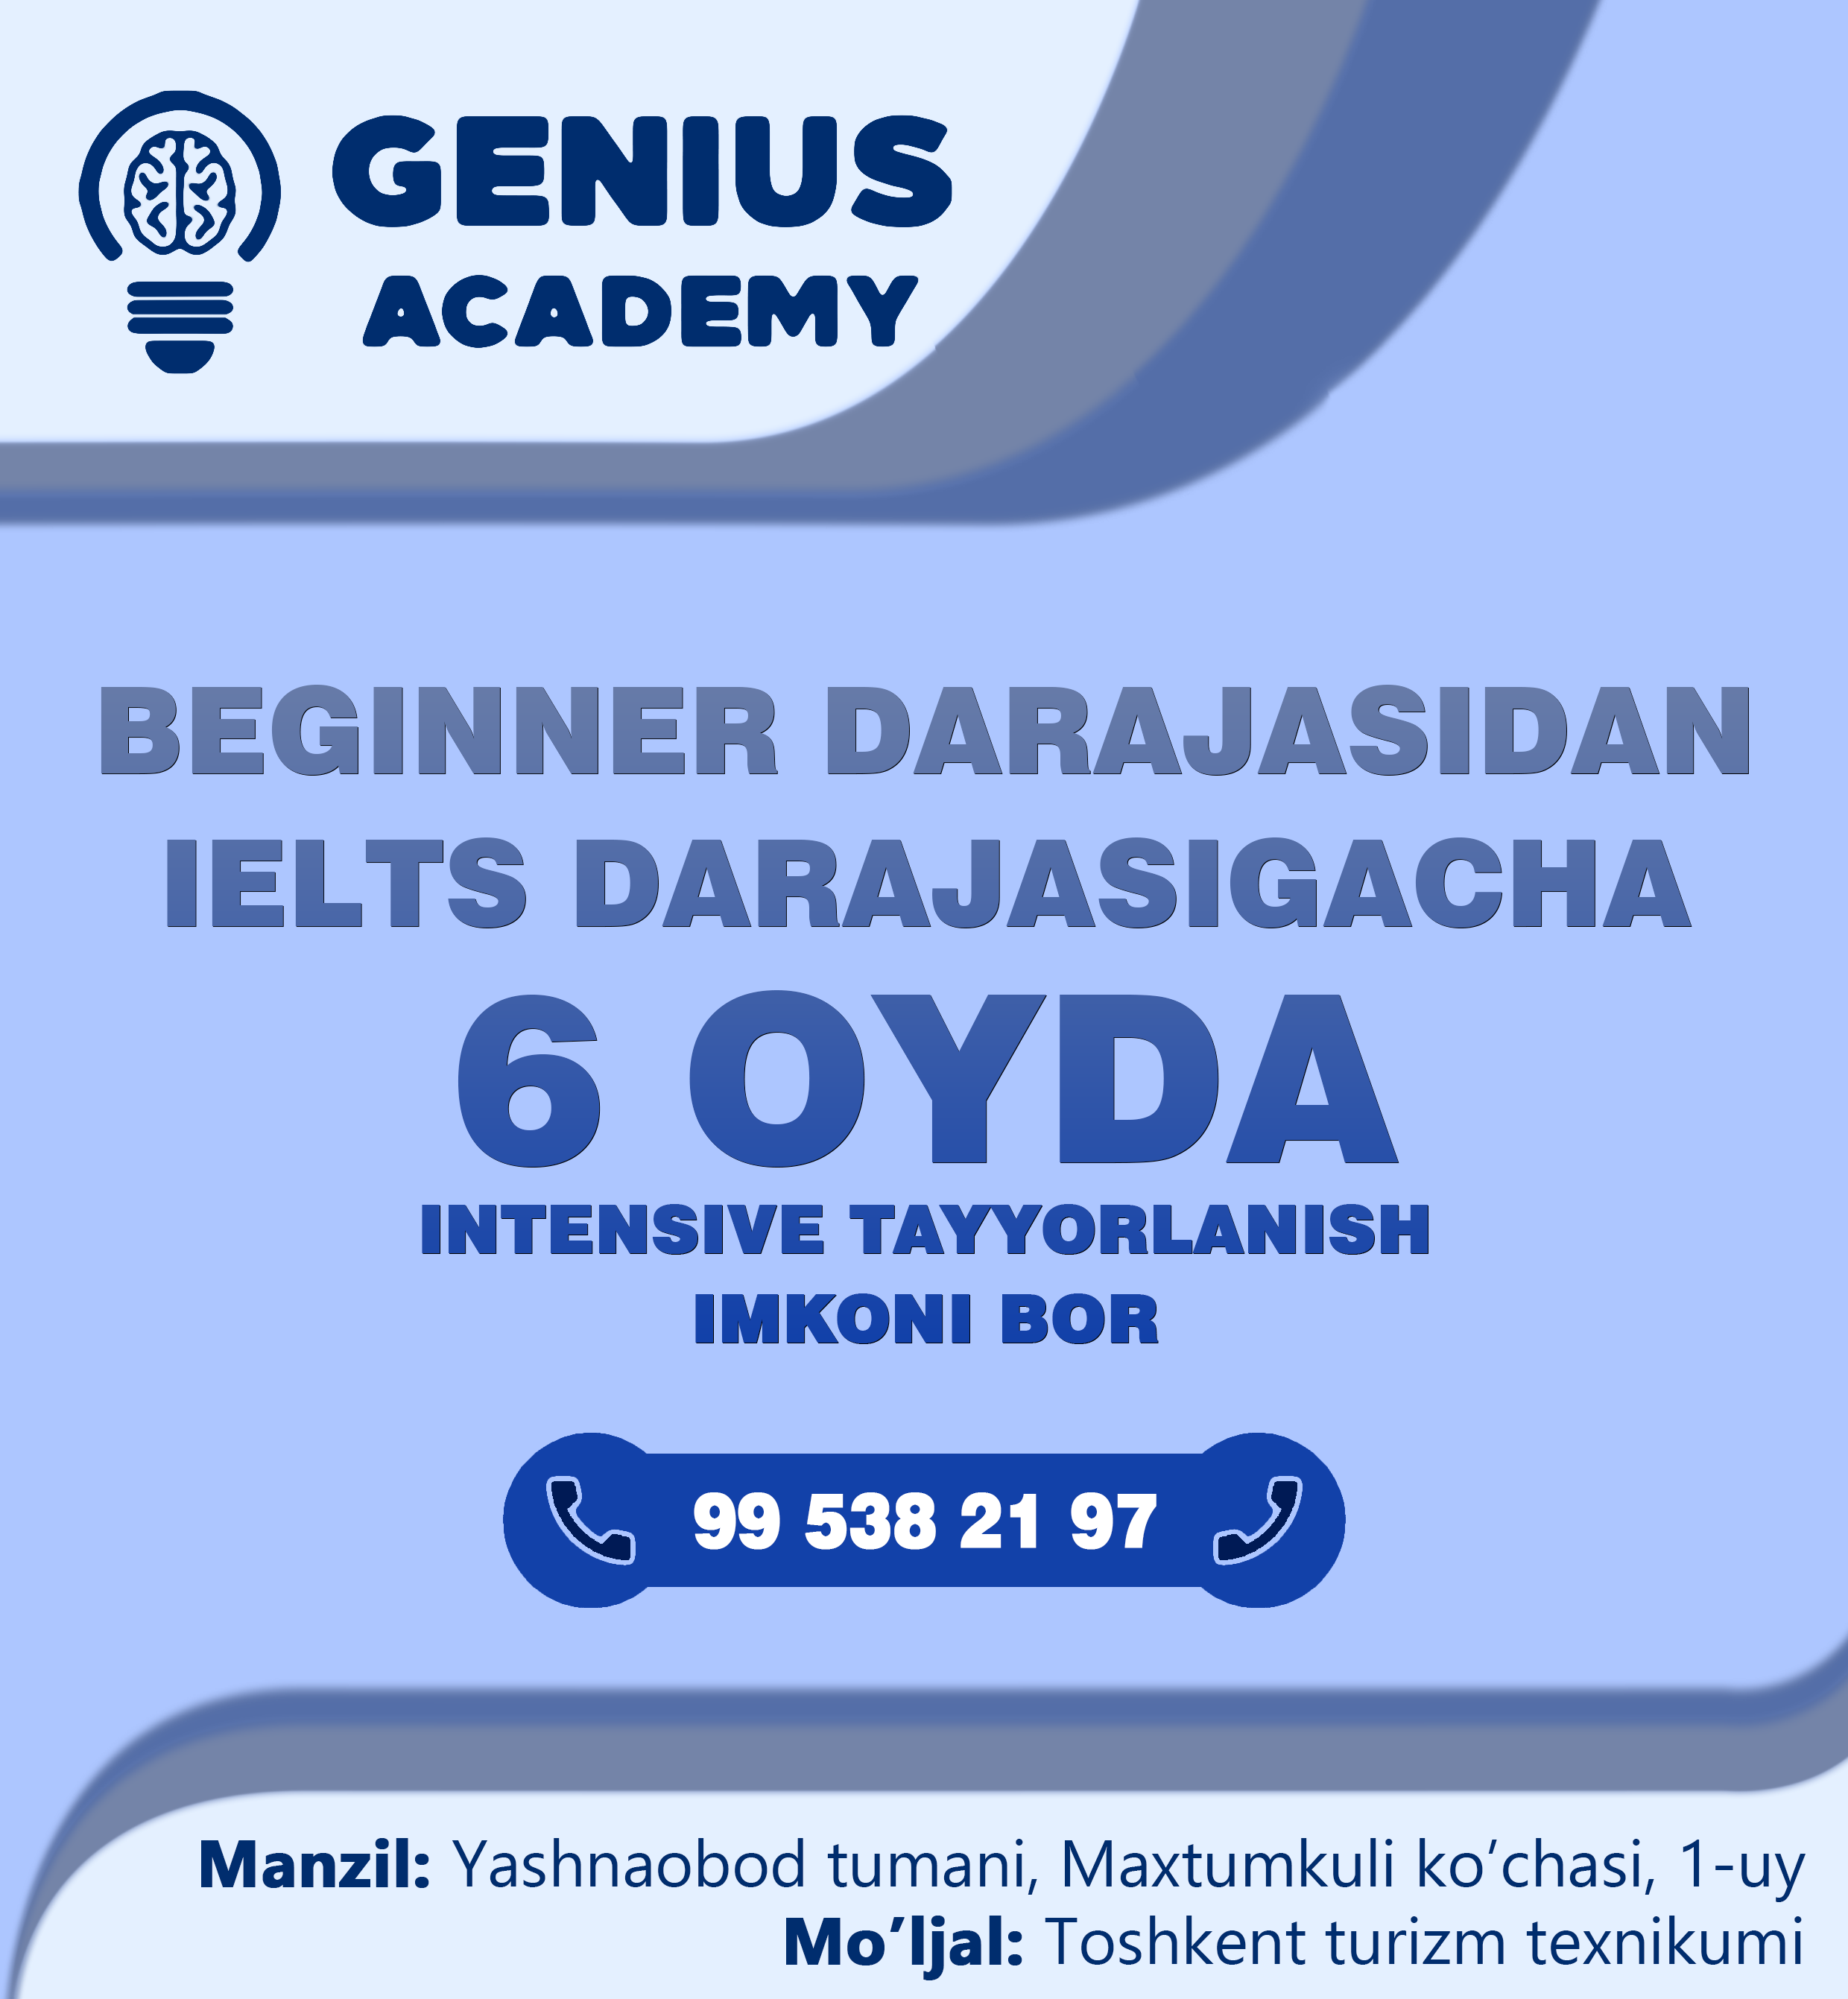 GENIUS
ACADEMY
BEGINNER DARAJASIDAN
IELTS DARAJASIGACHA
6 OYDA
INTENSIVE TAYYORLANISH
IMKONI BOR
99 538 21 97
Manzil: Yashnaobod tumani, Maxtumkuli ko’chasi, 1-uy
Mo’ljal: Toshkent turizm texnikumi